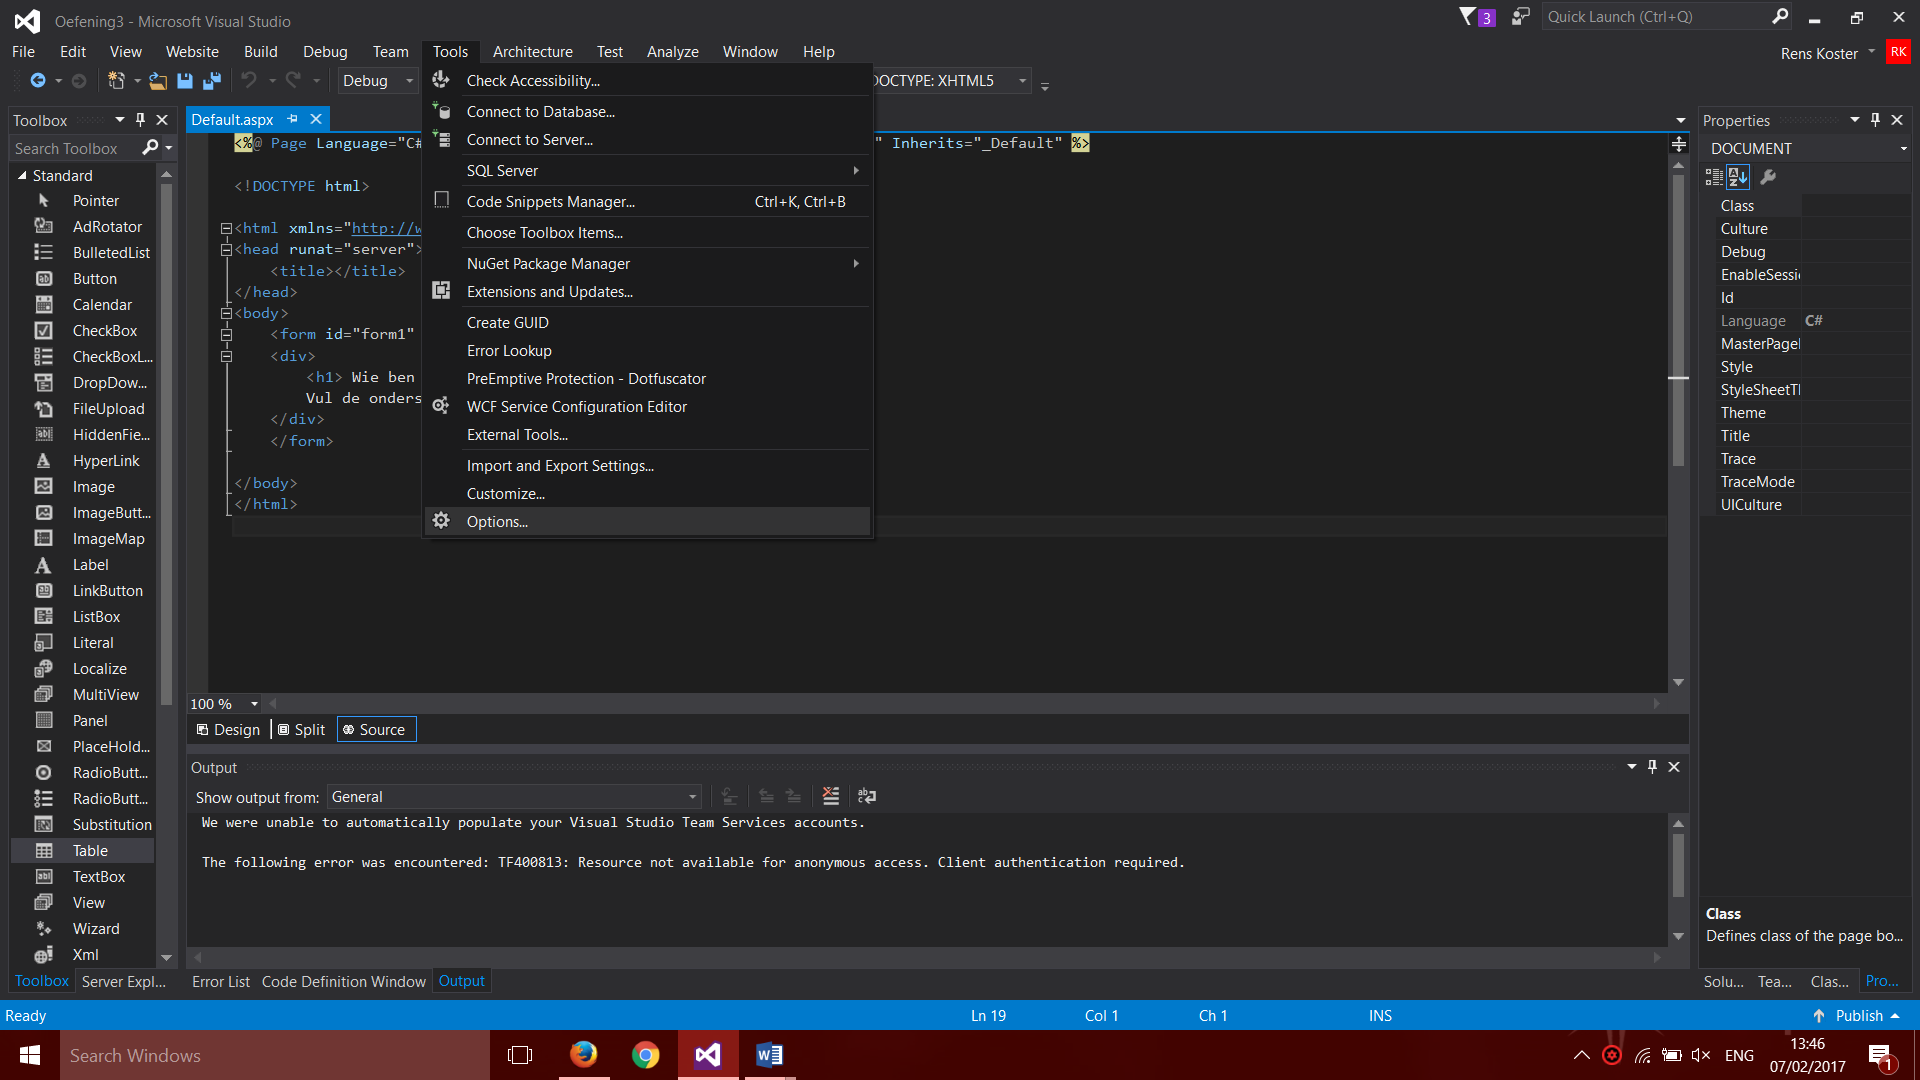 Oefening3 - Microsoft Visual Studio
3
Quick Launch (Ctrl+Q)
File Edit View Website Build Debug Team Tools Architecture Test Analyze Window Help
Rens Koster
RK
Debug
DOCTYPE: XHTML5
Toolbox
Search Toolbox
Standard
Pointer
AdRotator
BulletedList
Button
Calendar
CheckBox
CheckBoxL...
DropDow...
FileUpload
HiddenFie...
HyperLink
Image
ImageButt...
ImageMap
Label
LinkButton
ListBox
Literal
Localize
MultiView
Panel
PlaceHold...
RadioButt...
RadioButt...
Substitution
Table
TextBox
View
Wizard
Xml
Toolbox Server Expl...
Default.aspx
<%@ Page Language="C# " Inherits="_Default" %>
<!DOCTYPE html>
<html xmlns="http://w
<head runat="server">
<title></title>
</head>
<body>
<form id="form1"
<div>
<h1> Wie ben
Vul de onders
</div>
</form>
</body>
</html>
Check Accessibility...
Connect to Database...
Connect to Server...
SQL Server
Code Snippets Manager... Ctrl+K, Ctrl+B
Choose Toolbox Items...
NuGet Package Manager
Extensions and Updates...
Create GUID
Error Lookup
PreEmptive Protection - Dotfuscator
WCF Service Configuration Editor
External Tools...
Import and Export Settings...
Customize...
Options...
100 %
Design Split Source
Output
Show output from: General
We were unable to automatically populate your Visual Studio Team Services accounts.
The following error was encountered: TF400813: Resource not available for anonymous access. Client authentication required.
Error List Code Definition Window Output
Properties
DOCUMENT
Class
Culture
Debug
EnableSessi
Id
Language C#
MasterPage
Style
StyleSheetT
Theme
Title
Trace
TraceMode
UICulture
Class
Defines class of the page bo...
Solu... Tea... Clas... Pro...
Ready
Ln 19 Col 1 Ch 1 INS
Publish
Search Windows
ENG
13:46
07/02/2017
1